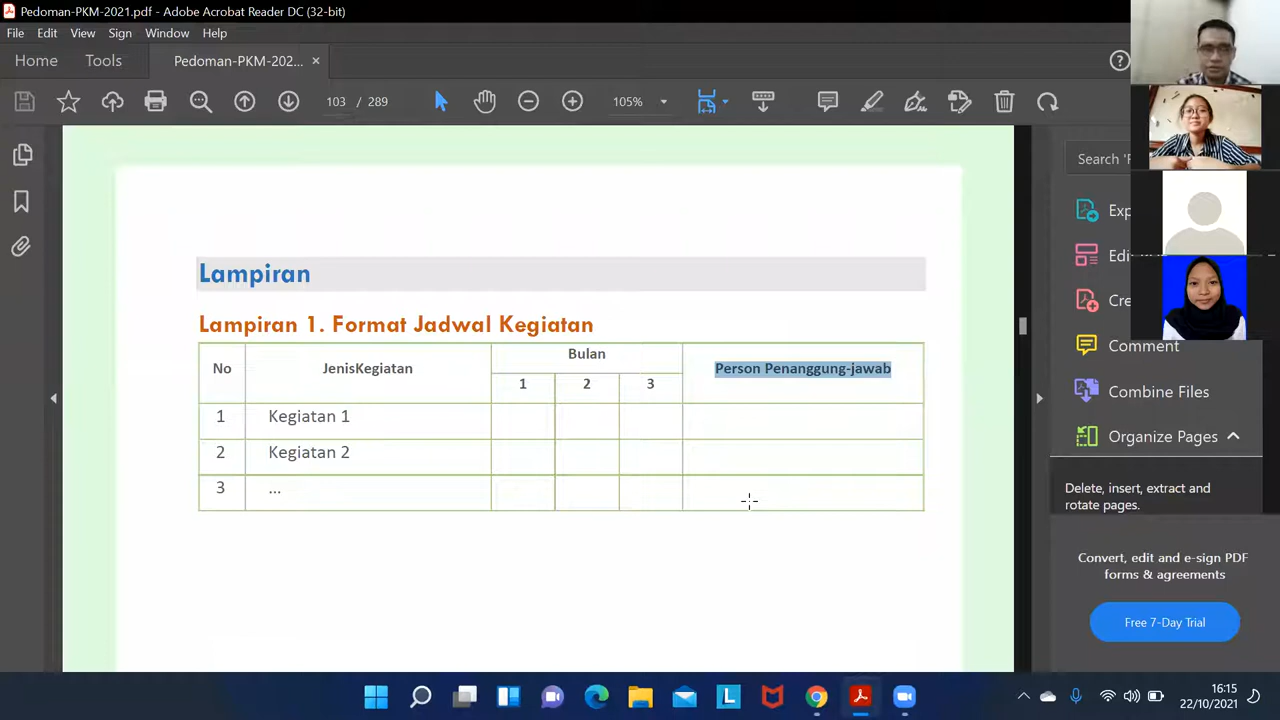 Pedoman-PKM-2021.pdf - Adobe Acrobat Reader DC (32-bit)
File Edit View Sign Window Help
Home Tools Pedoman-PKM-202... ×
?
103 / 289 105%
Search
Lampiran
Lampiran 1. Format Jadwal Kegiatan
No JenisKegiatan Bulan Person Penanggung-jawab
1 2 3
1 Kegiatan 1
2 Kegiatan 2
3 ...
Comment
Combine Files
Organize Pages
Delete, insert, extract and
rotate pages.
Convert, edit and e-sign PDF
forms & agreements
Free 7-Day Trial
L
16:15
22/10/2021